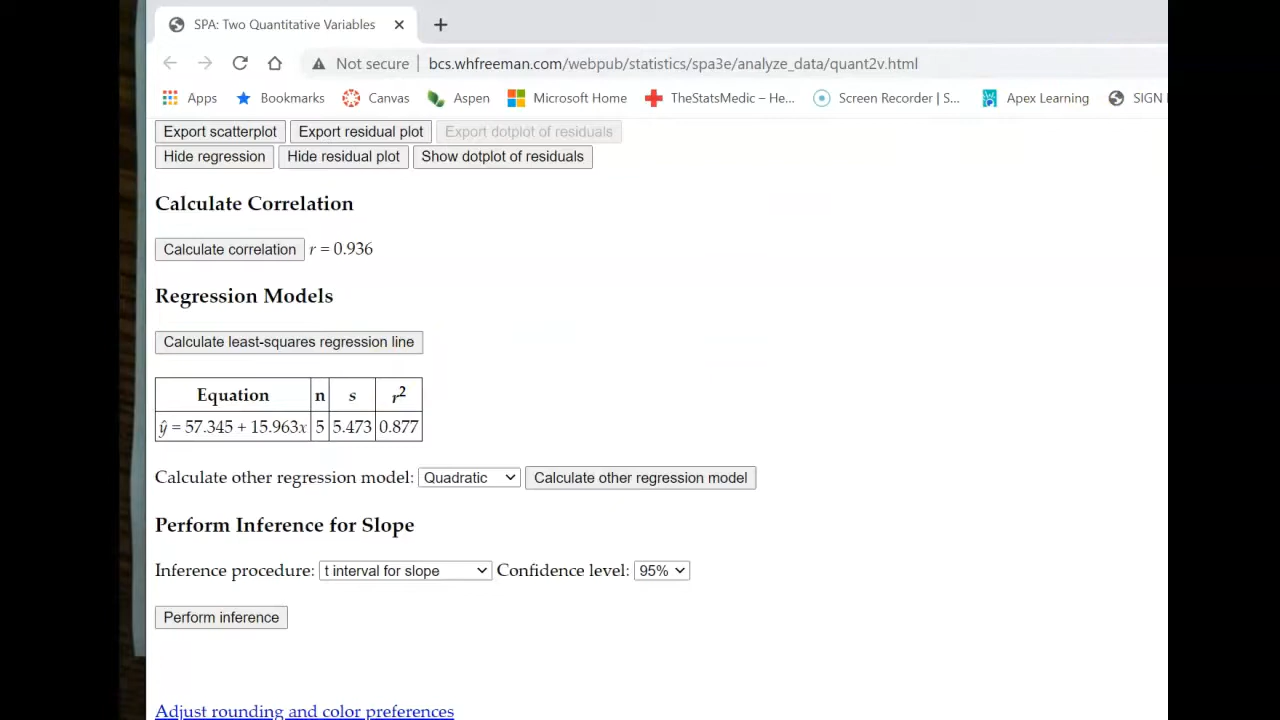 SPA: Two Quantitative Variables
Not secure bcs.whfreeman.com/webpub/statistics/spa3e/analyze_data/quant2v.html
Apps Bookmarks Canvas Aspen Microsoft Home TheStatsMedic – He... Screen Recorder | S... Apex Learning SIGN
Export scatterplot Export residual plot Export dotplot of residuals
Hide regression Hide residual plot Show dotplot of residuals
Calculate Correlation
Calculate correlation r = 0.936
Regression Models
Calculate least-squares regression line
Equation n s r²
ŷ = 57.345 + 15.963x 5 5.473 0.877
Calculate other regression model: Quadratic Calculate other regression model
Perform Inference for Slope
Inference procedure: t interval for slope Confidence level: 95%
Perform inference
Adjust rounding and color preferences